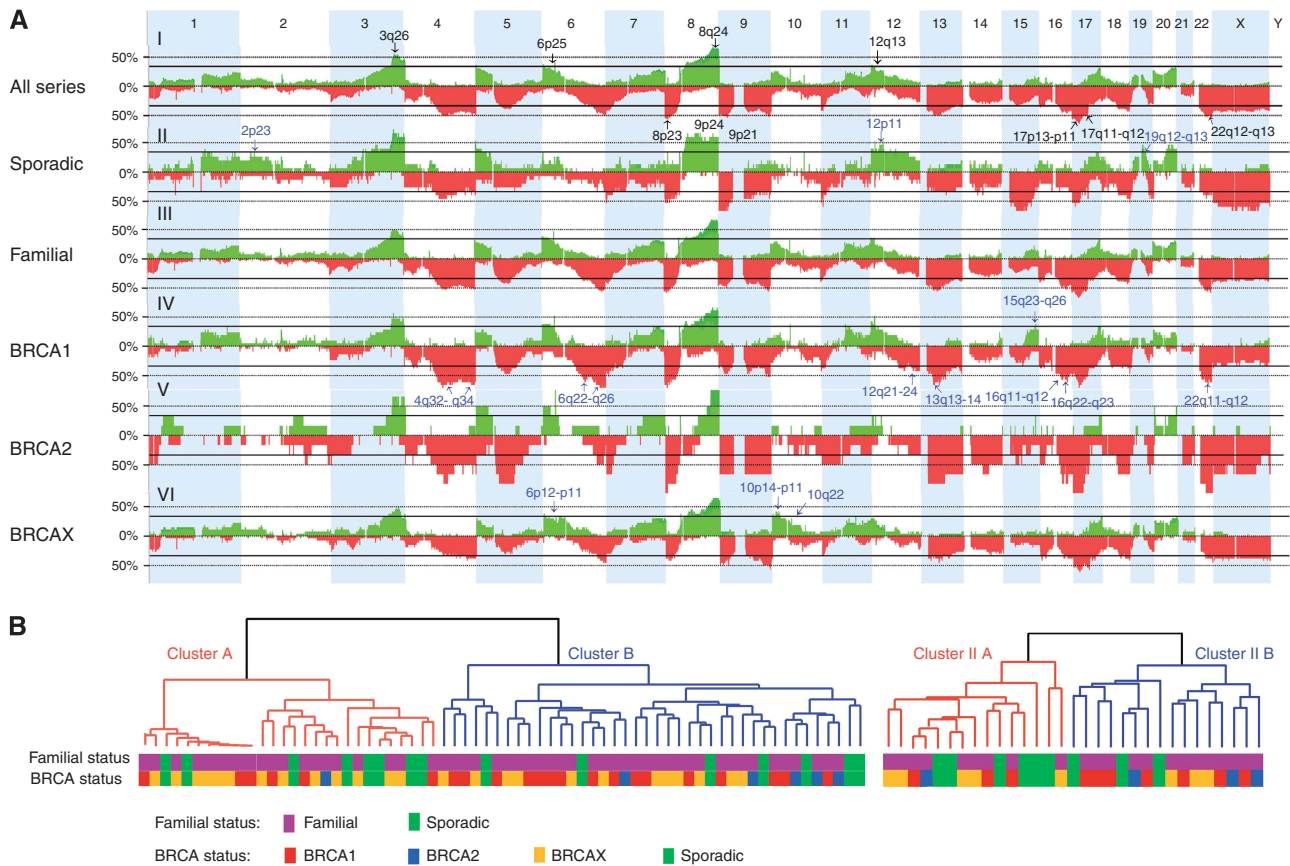 A
1 2 3 4 5 6 7 8 9 10 11 12 13 14 15 16 17 18 19 20 21 22 X Y
I
3q26 6p25 8q24 12q13
50%
All series 0%
50%
8p23 9p24 9p21 17p13-p11 17q11-q12 22q12-q13
II
2p23 12p11 19q12-q13
50%
Sporadic 0%
50%
III
50%
Familial 0%
50%
IV
15q23-q26
50%
BRCA1 0%
50%
4q32- q34 6q22-q26 12q21-24 13q13-14 16q11-q12 16q22-q23 22q11-q12
V
50%
BRCA2 0%
50%
VI
6p12-p11 10p14-p11 10q22
50%
BRCAX 0%
50%
B
Cluster A Cluster B Cluster II A Cluster II B
Familial status
BRCA status
Familial status: Familial Sporadic
BRCA status: BRCA1 BRCA2 BRCAX Sporadic